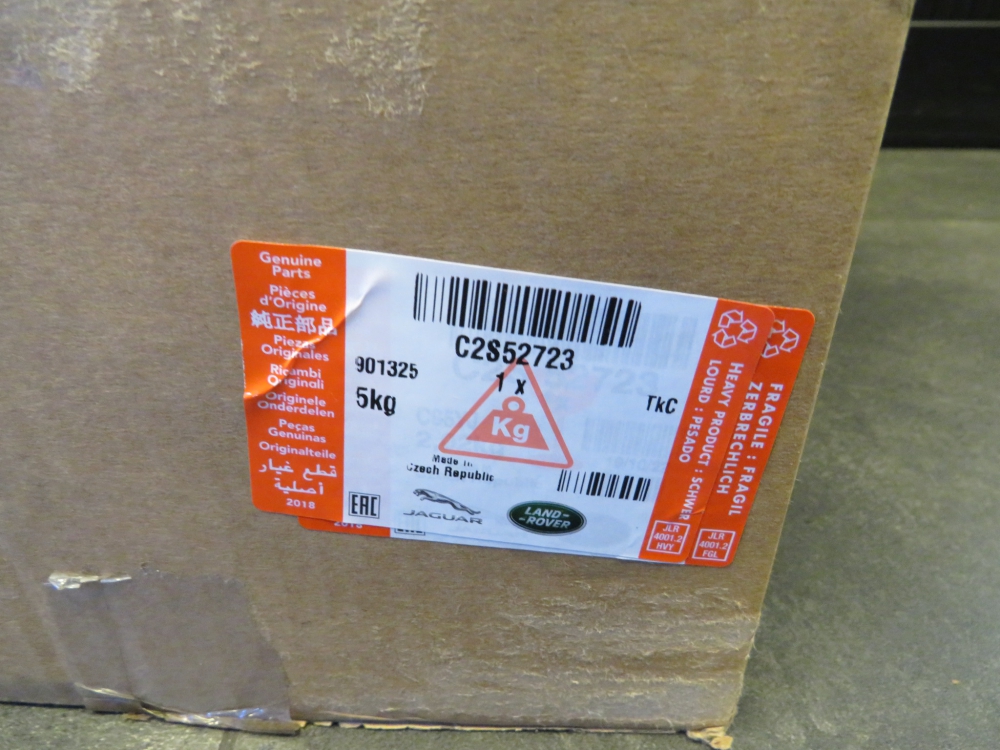 Genuine
Parts
Pièces
d'Origine
純正部品
Piezas
Originales
Ricambi
Originali
Originele
Onderdelen
Peças
Genuinas
Originalteile
قطع غيار
أصلية
2018
C2S52723
1 x
901325
5kg
TkC
Kg
Made in
Czech Republic
EAC
JAGUAR
LAND-
-ROVER
HEAVY PRODUCT : SCHWER
LOURD : PESADO
JLR
4001.2
HVY
FRAGILE : FRAGIL
ZERBRECHLICH
JLR
4001.2
FGL
2018